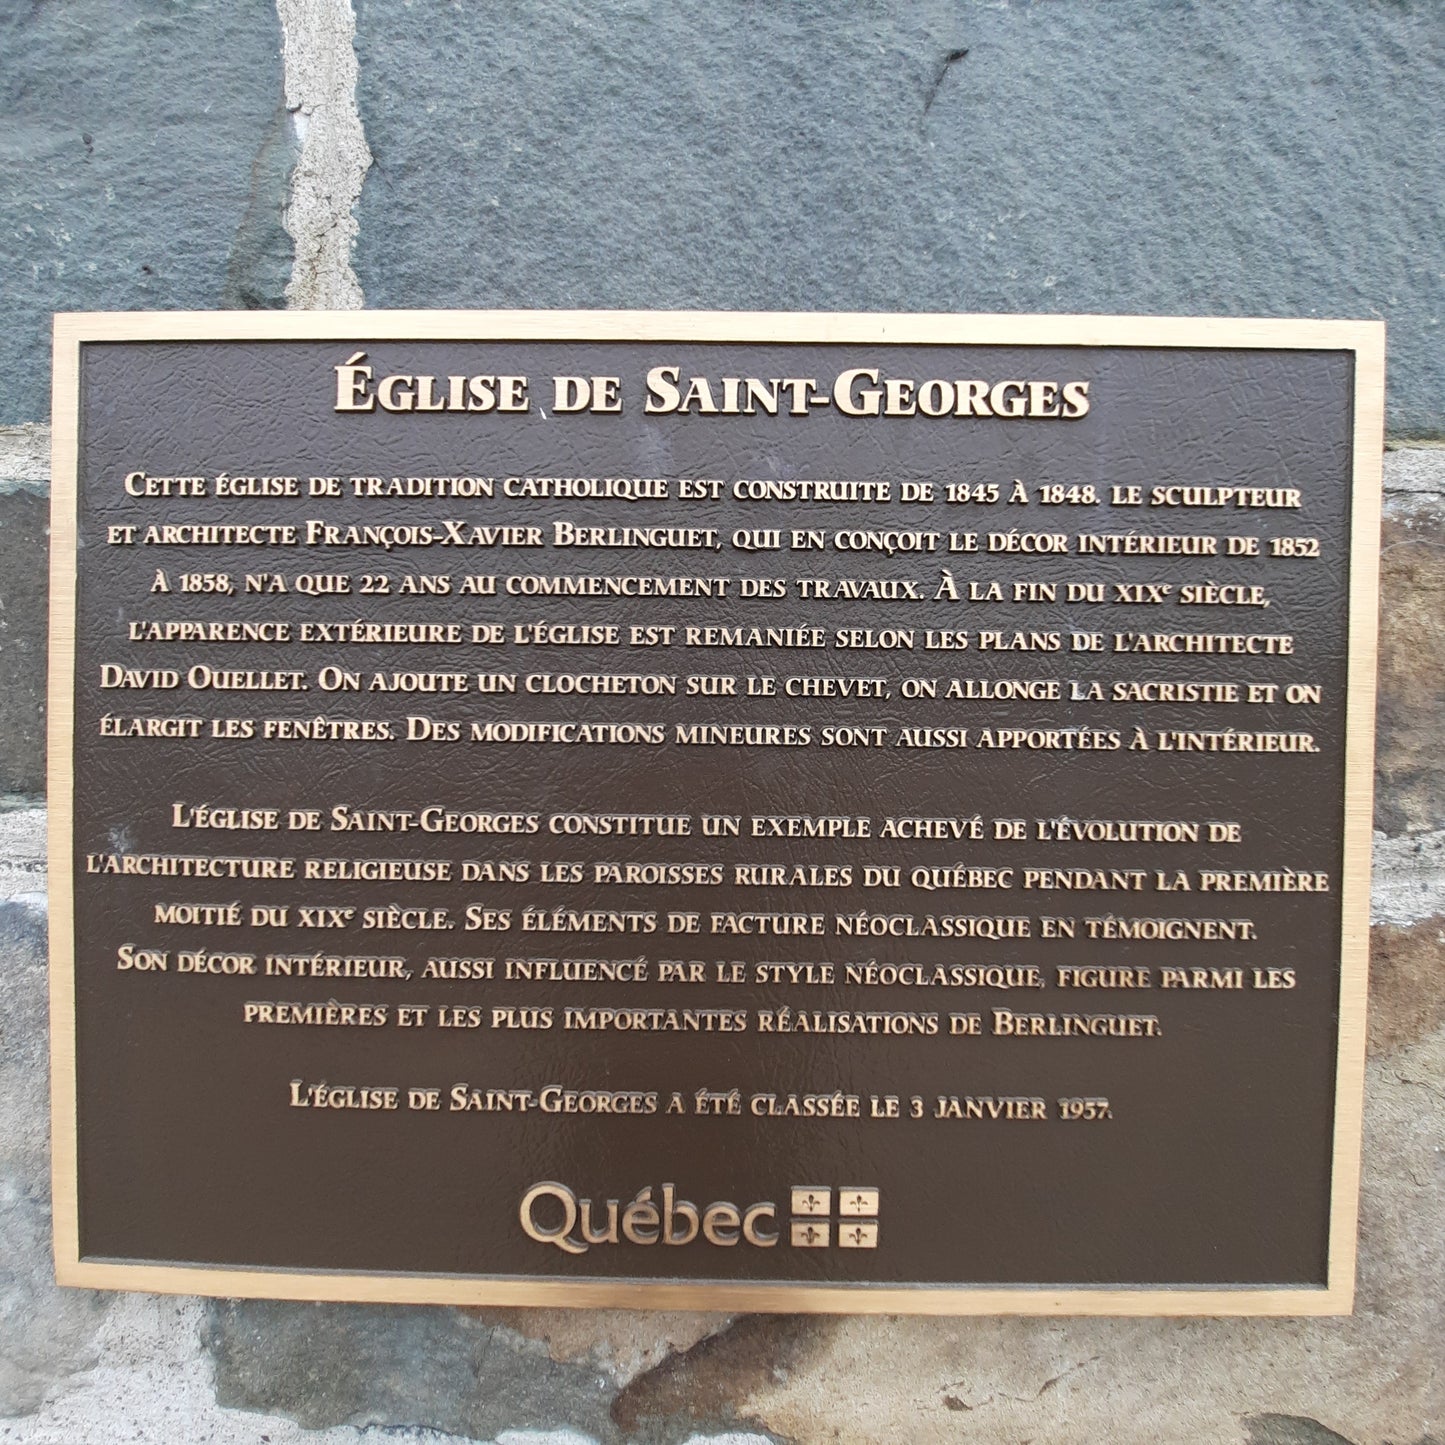 Église de Saint-Georges
Cette église de tradition catholique est construite de 1845 à 1848. le sculpteur
et architecte François-Xavier Berlinguet, qui en conçoit le décor intérieur de 1852
à 1858, n'a que 22 ans au commencement des travaux. À la fin du xixe siècle,
l'apparence extérieure de l'église est remaniée selon les plans de l'architecte
David Ouellet. On ajoute un clocheton sur le chevet, on allonge la sacristie et on
élargit les fenêtres. Des modifications mineures sont aussi apportées à l'intérieur.
L'église de Saint-Georges constitue un exemple achevé de l'évolution de
l'architecture religieuse dans les paroisses rurales du Québec pendant la première
moitié du xixe siècle. Ses éléments de facture néoclassique en témoignent.
Son décor intérieur, aussi influencé par le style néoclassique, figure parmi les
premières et les plus importantes réalisations de Berlinguet.
L'église de Saint-Georges a été classée le 3 janvier 1957.
Québec